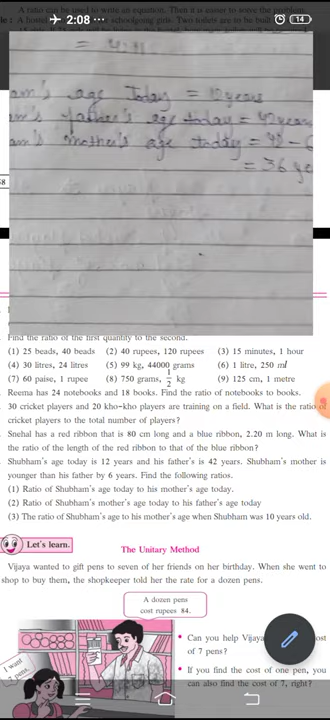 A ratio can be used to write an equation. Then it is easier to solve the problem.
2:08
14
am's age Today = 12 years
am's father's age today = 42 years
am's mother's age today = 42 - 6
= 36 ye
Find the ratio of the first quantity to the second.
(1) 25 beads, 40 beads (2) 40 rupees, 120 rupees (3) 15 minutes, 1 hour
(4) 30 litres, 24 litres (5) 99 kg, 44000 grams (6) 1 litre, 250 ml
(7) 60 paise, 1 rupee (8) 750 grams, 1/2 kg (9) 125 cm, 1 metre
Reema has 24 notebooks and 18 books. Find the ratio of notebooks to books.
30 cricket players and 20 kho-kho players are training on a field. What is the ratio of
cricket players to the total number of players?
Snehal has a red ribbon that is 80 cm long and a blue ribbon, 2.20 m long. What is
the ratio of the length of the red ribbon to that of the blue ribbon?
Shubham's age today is 12 years and his father's is 42 years. Shubham's mother is
younger than his father by 6 years. Find the following ratios.
(1) Ratio of Shubham's age today to his mother's age today.
(2) Ratio of Shubham's mother's age today to his father's age today
(3) The ratio of Shubham's age to his mother's age when Shubham was 10 years old.
Let's learn.
The Unitary Method
Vijaya wanted to gift pens to seven of her friends on her birthday. When she went to
shop to buy them, the shopkeeper told her the rate for a dozen pens.
A dozen pens
cost rupees 84.
I want
7 pens.
• Can you help Vijaya ost
of 7 pens?
• If you find the cost of one pen, you
can also find the cost of 7, right?